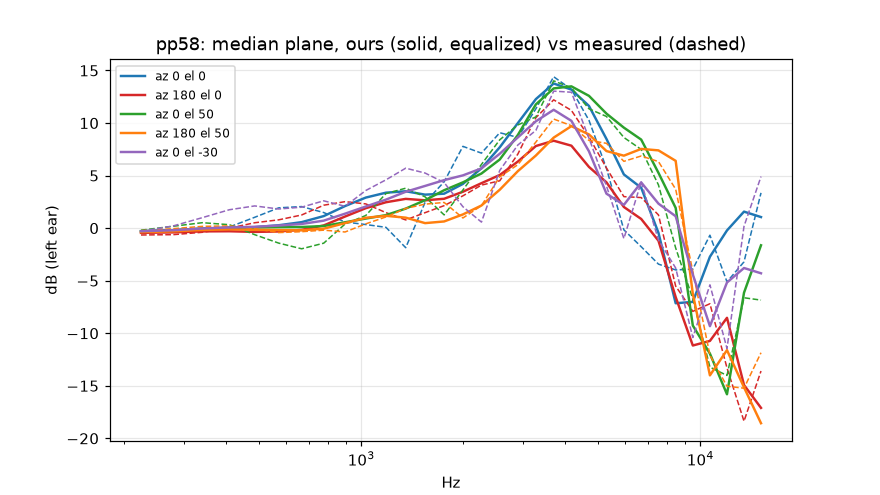 pp58: median plane, ours (solid, equalized) vs measured (dashed)
az 0 el 0
az 180 el 0
az 0 el 50
az 180 el 50
az 0 el -30
15
10
5
0
−5
−10
−15
−20
dB (left ear)
10³
10⁴
Hz